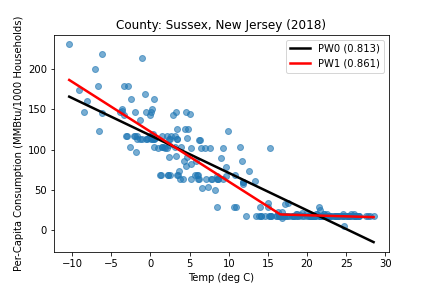 County: Sussex, New Jersey (2018)
PW0 (0.813)
PW1 (0.861)
Per-Capita Consumption (MMBtu/1000 Households)
200
150
100
50
0
−10
−5
0
5
10
15
20
25
30
Temp (deg C)